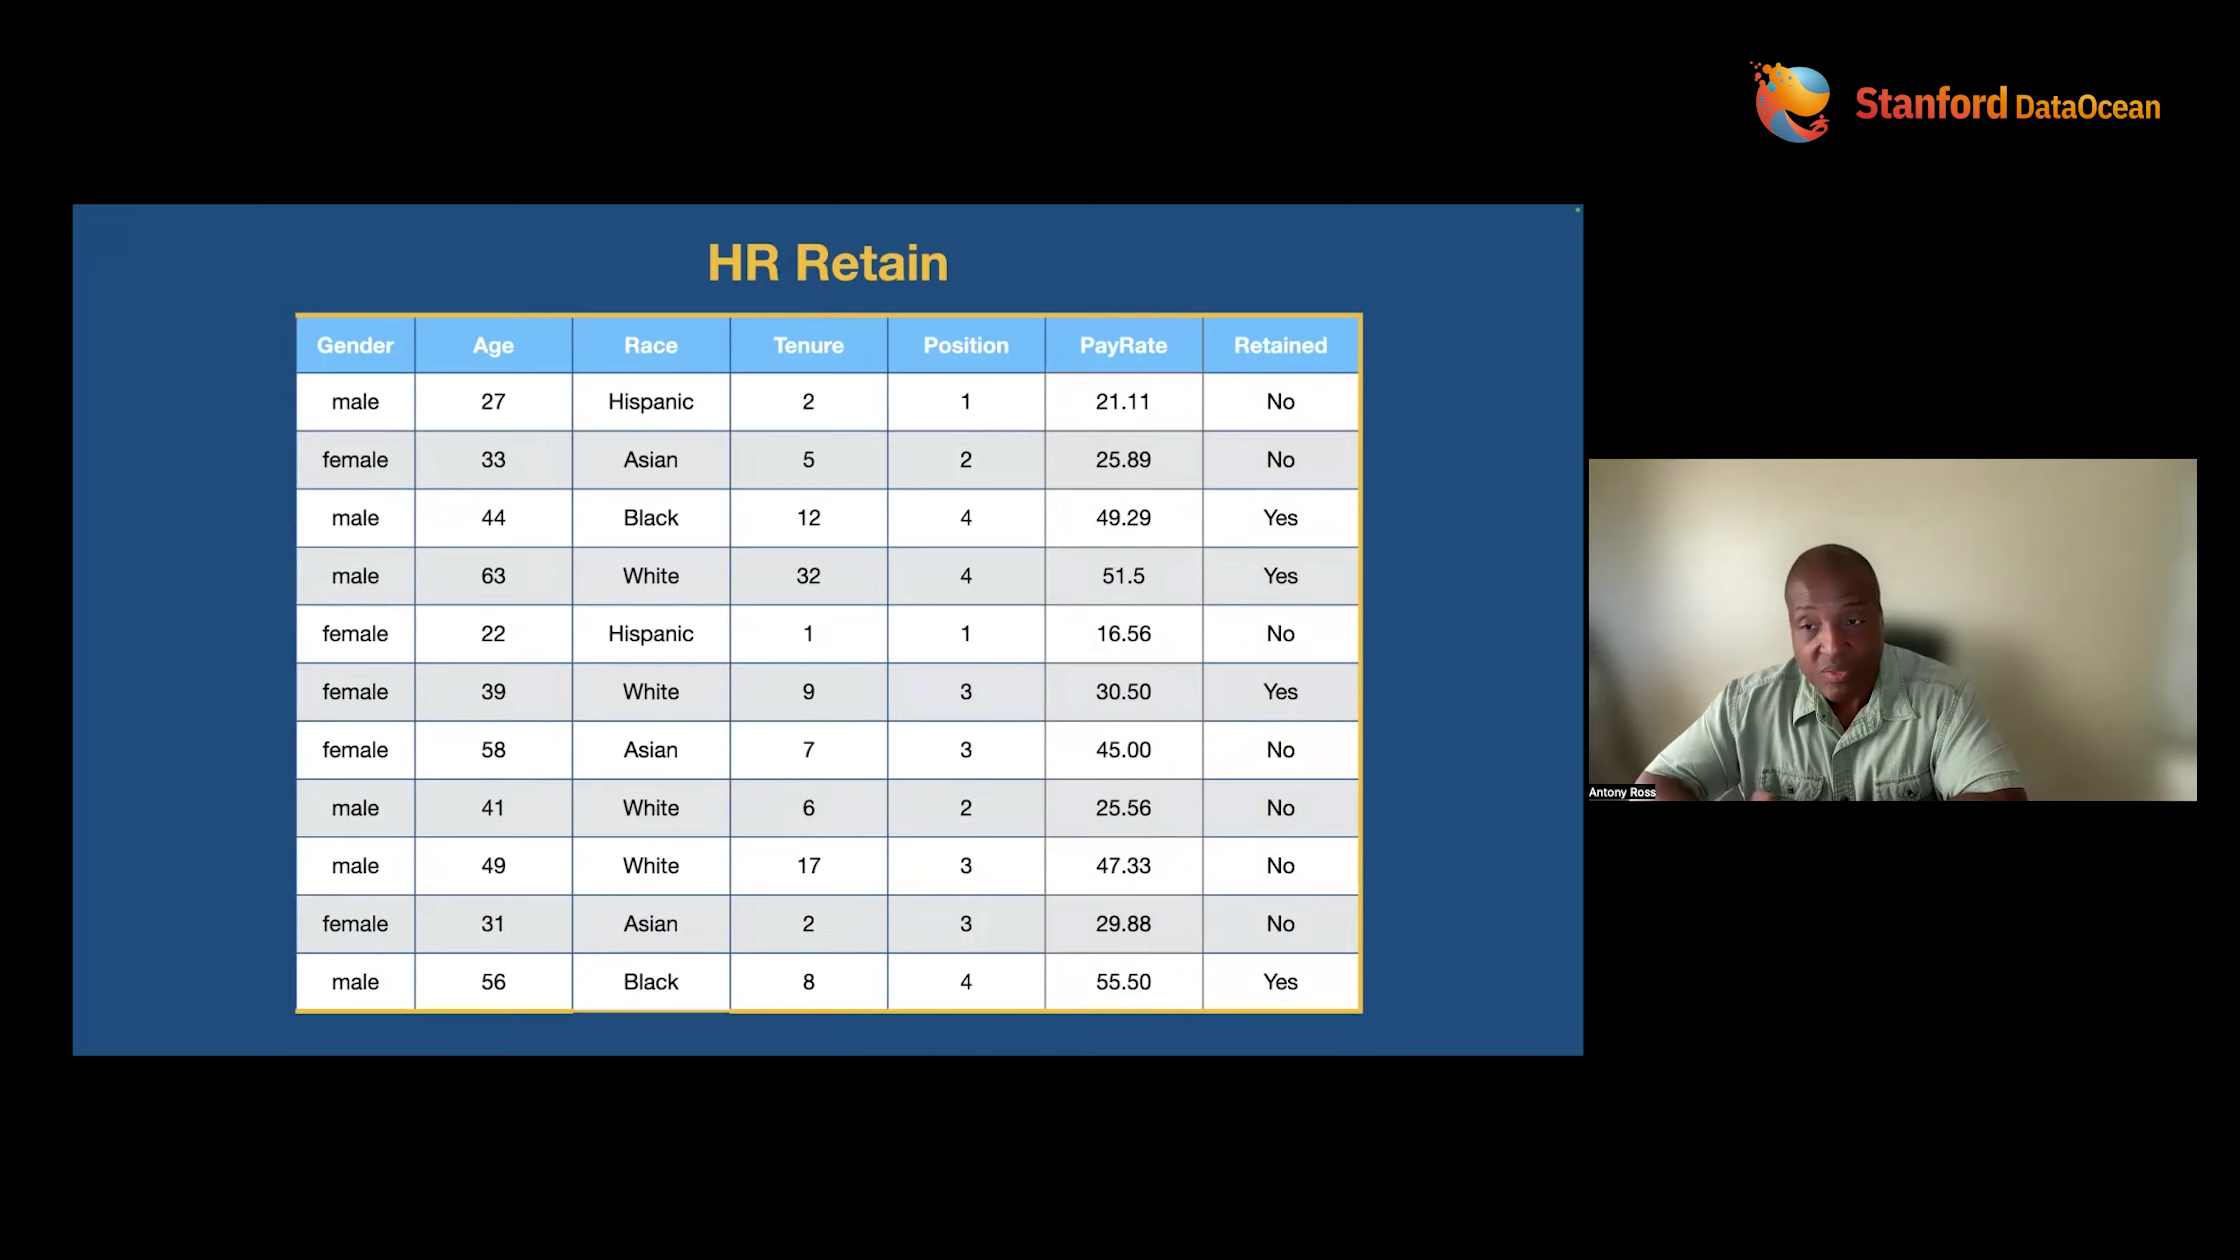 Stanford DataOcean
HR Retain
Gender Age Race Tenure Position PayRate Retained
male 27 Hispanic 2 1 21.11 No
female 33 Asian 5 2 25.89 No
male 44 Black 12 4 49.29 Yes
male 63 White 32 4 51.5 Yes
female 22 Hispanic 1 1 16.56 No
female 39 White 9 3 30.50 Yes
female 58 Asian 7 3 45.00 No
male 41 White 6 2 25.56 No
male 49 White 17 3 47.33 No
female 31 Asian 2 3 29.88 No
male 56 Black 8 4 55.50 Yes
Antony Ross